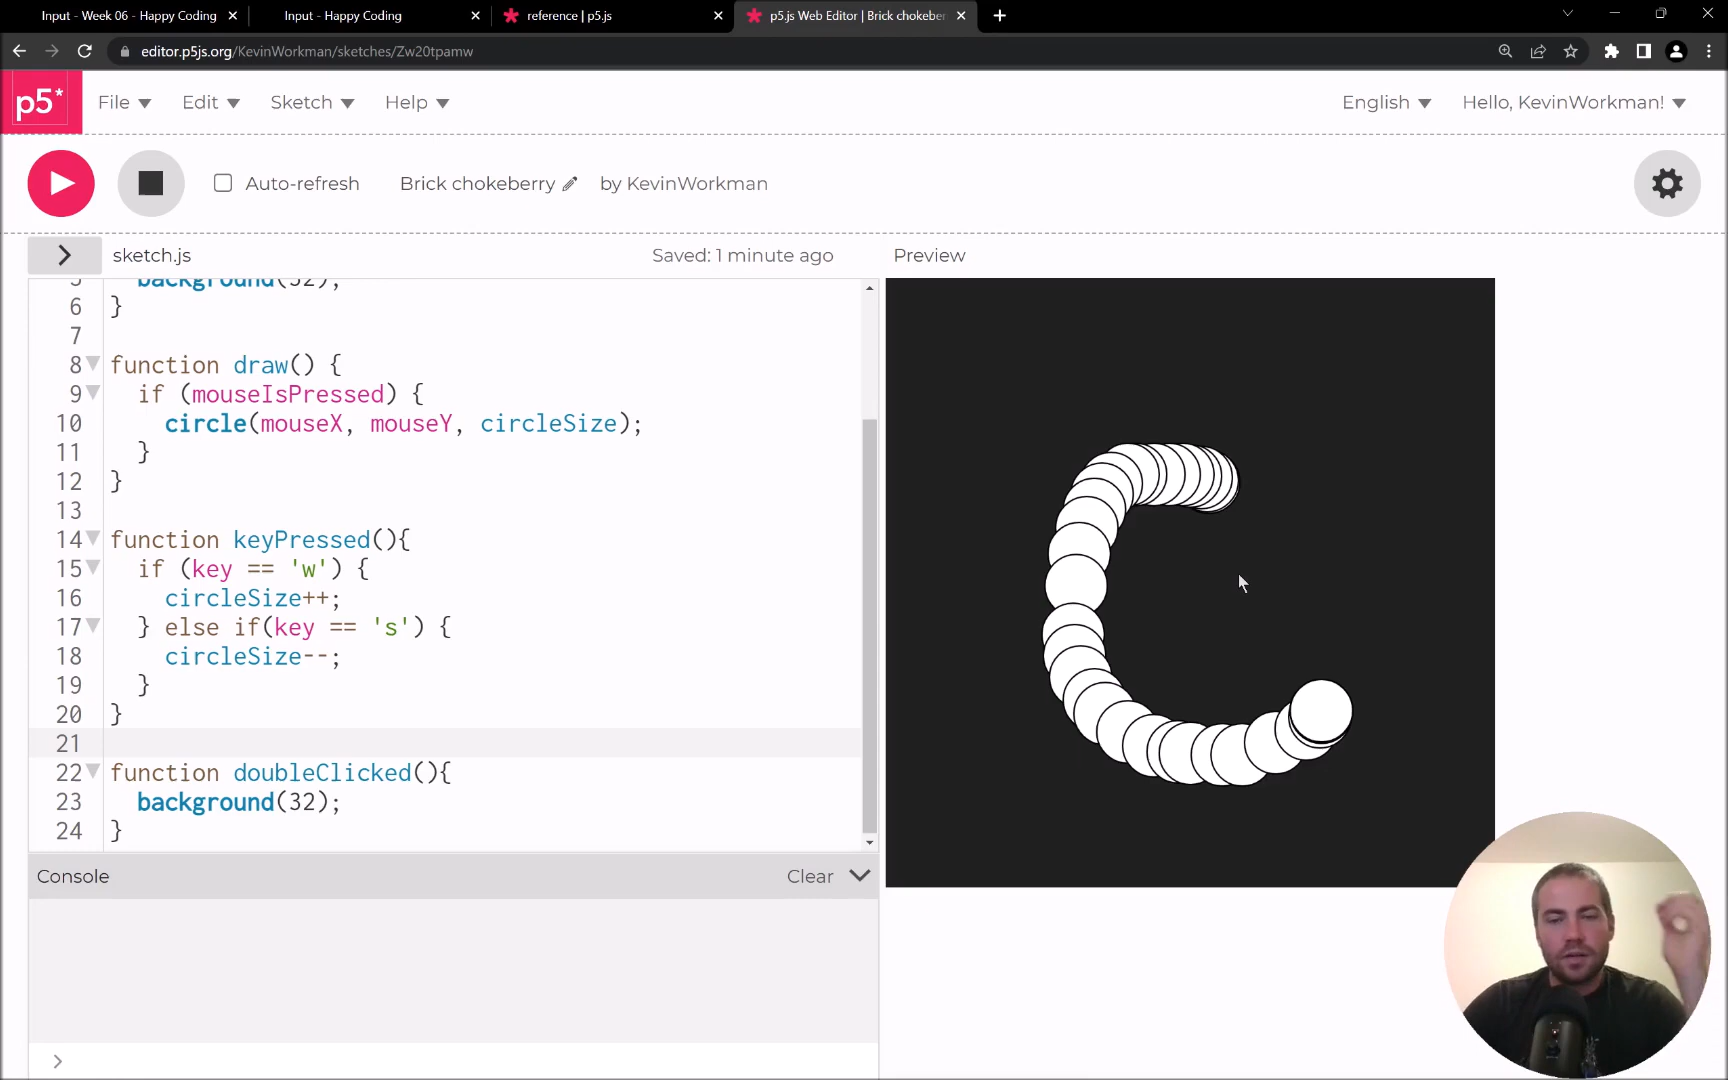 Input - Week 06 - Happy Coding
Input - Happy Coding
reference | p5.js
p5.js Web Editor | Brick chokeber
editor.p5js.org/KevinWorkman/sketches/Zw20tpamw
p5*
File
Edit
Sketch
Help
English
Hello, KevinWorkman!
Auto-refresh
Brick chokeberry
by KevinWorkman
>
sketch.js
Saved: 1 minute ago
Preview
5 background(32);
6 }
7
8 function draw() {
9 if (mouseIsPressed) {
10 circle(mouseX, mouseY, circleSize);
11 }
12 }
13
14 function keyPressed(){
15 if (key == 'w') {
16 circleSize++;
17 } else if(key == 's') {
18 circleSize--;
19 }
20 }
21
22 function doubleClicked(){
23 background(32);
24 }
Console
Clear
>